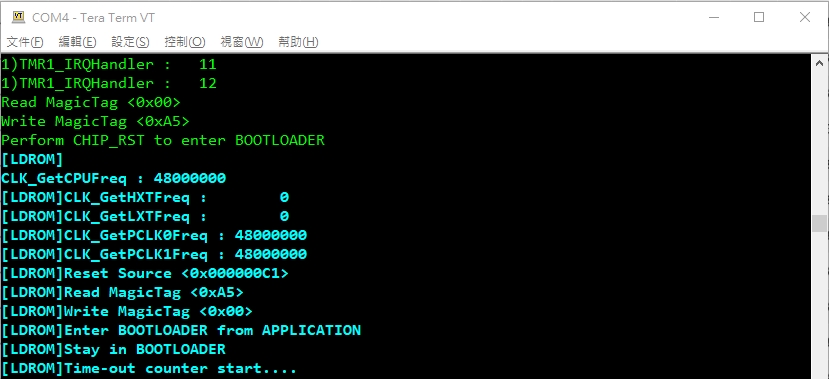 COM4 - Tera Term VT
文件(F) 編輯(E) 設定(S) 控制(O) 視窗(W) 幫助(H)
1)TMR1_IRQHandler :   11
1)TMR1_IRQHandler :   12
Read MagicTag <0x00>
Write MagicTag <0xA5>
Perform CHIP_RST to enter BOOTLOADER
[LDROM]
CLK_GetCPUFreq : 48000000
[LDROM]CLK_GetHXTFreq :        0
[LDROM]CLK_GetLXTFreq :        0
[LDROM]CLK_GetPCLK0Freq : 48000000
[LDROM]CLK_GetPCLK1Freq : 48000000
[LDROM]Reset Source <0x000000C1>
[LDROM]Read MagicTag <0xA5>
[LDROM]Write MagicTag <0x00>
[LDROM]Enter BOOTLOADER from APPLICATION
[LDROM]Stay in BOOTLOADER
[LDROM]Time-out counter start....